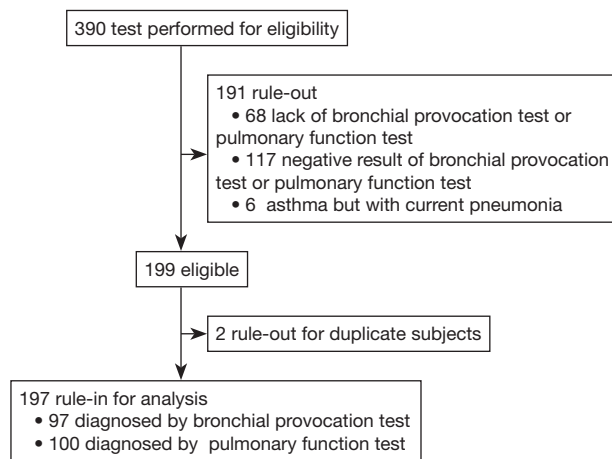 390 test performed for eligibility
191 rule-out
• 68 lack of bronchial provocation test or
pulmonary function test
• 117 negative result of bronchial provocation
test or pulmonary function test
• 6 asthma but with current pneumonia
199 eligible
2 rule-out for duplicate subjects
197 rule-in for analysis
• 97 diagnosed by bronchial provocation test
• 100 diagnosed by pulmonary function test